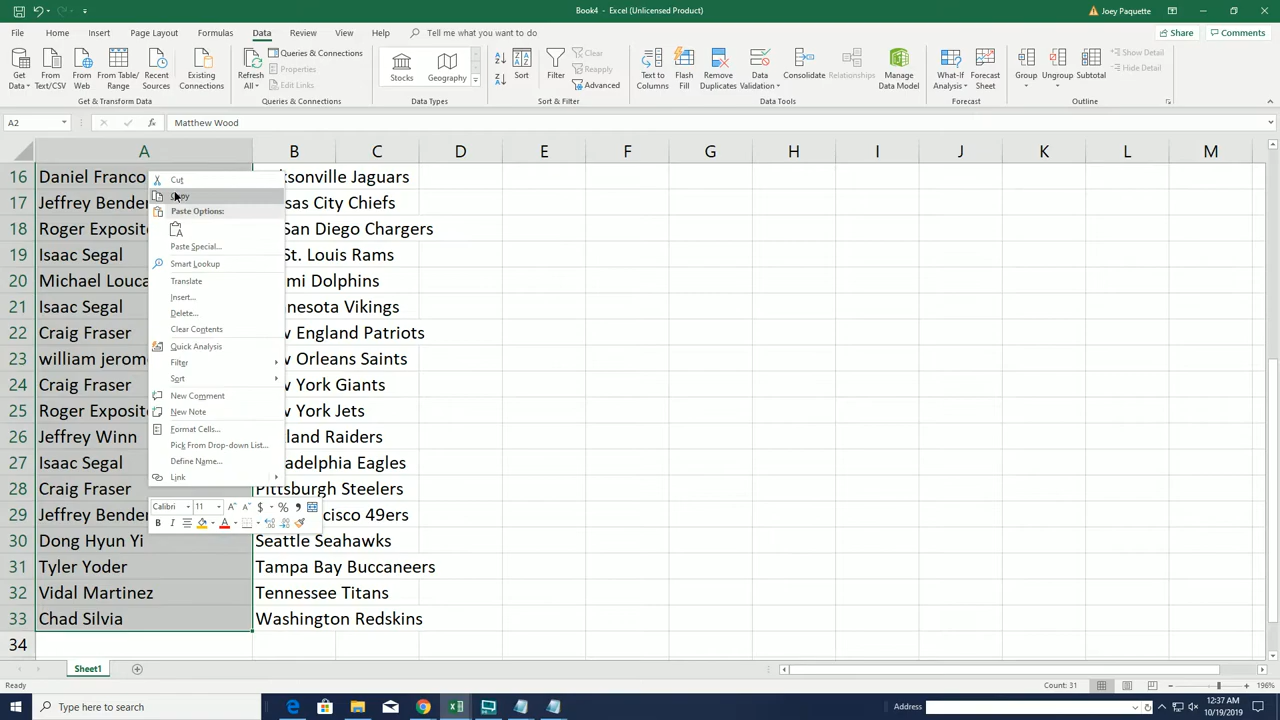 Book4 - Excel (Unlicensed Product)
Joey Paquette
File Home Insert Page Layout Formulas Data Review View Help Tell me what you want to do
Share Comments
Get Data
From Text/CSV
From Web
From Table/ Range
Recent Sources
Existing Connections
Get & Transform Data
Refresh All
Queries & Connections
Properties
Edit Links
Queries & Connections
Stocks
Geography
Data Types
Sort
Filter
Clear
Reapply
Advanced
Sort & Filter
Text to Columns
Flash Fill
Remove Duplicates
Data Validation
Consolidate
Relationships
Manage Data Model
Data Tools
What-If Analysis
Forecast Sheet
Forecast
Group
Ungroup
Subtotal
Show Detail
Hide Detail
Outline
A2 fx Matthew Wood
A B C D E F G H I J K L M
16 Daniel Franco sonville Jaguars
17 Jeffrey Bender sas City Chiefs
18 Roger Exposito San Diego Chargers
19 Isaac Segal St. Louis Rams
20 Michael Louca mi Dolphins
21 Isaac Segal nesota Vikings
22 Craig Fraser w England Patriots
23 william jerom w Orleans Saints
24 Craig Fraser w York Giants
25 Roger Exposito w York Jets
26 Jeffrey Winn land Raiders
27 Isaac Segal adelphia Eagles
28 Craig Fraser Pittsburgh Steelers
29 Jeffrey Bender cisco 49ers
30 Dong Hyun Yi Seattle Seahawks
31 Tyler Yoder Tampa Bay Buccaneers
32 Vidal Martinez Tennessee Titans
33 Chad Silvia Washington Redskins
34
Cut
Copy
Paste Options:
Paste Special...
Smart Lookup
Translate
Insert...
Delete...
Clear Contents
Quick Analysis
Filter
Sort
New Comment
New Note
Format Cells...
Pick From Drop-down List...
Define Name...
Link
Calibri 11 A A $ % ,
B I A
Sheet1
Ready
Count: 31
196%
Type here to search
Address
12:37 AM
10/19/2019